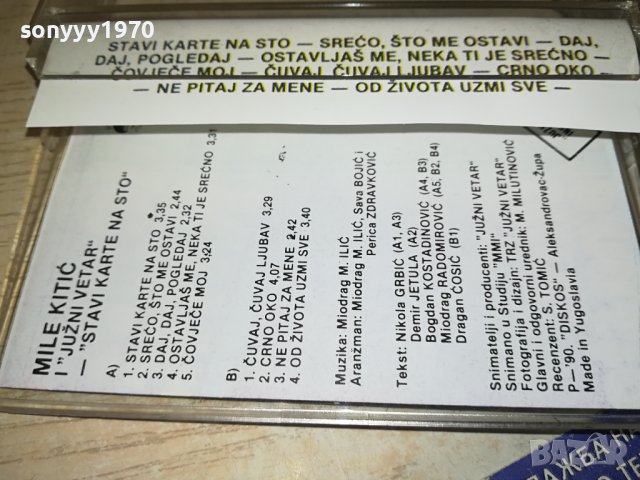 sonyyy1970
STAVI KARTE NA STO — SREĆO, ŠTO ME OSTAVI — DAJ,
DAJ, POGLEDAJ — OSTAVLJAŠ ME, NEKA TI JE SREĆNO —
ČOVJEČE MOJ — ČUVAJ, ČUVAJ LJUBAV — CRNO OKO —
— NE PITAJ ZA MENE — OD ŽIVOTA UZMI SVE —
MILE KITIĆ
I "JUŽNI VETAR"
— "STAVI KARTE NA STO"
A)
1. STAVI KARTE NA STO 3,35
2. SREĆO, ŠTO ME OSTAVI 2,44
3. DAJ, DAJ, POGLEDAJ 2,32
4. OSTAVLJAŠ ME, NEKA TI JE SREĆNO 3,31
5. ČOVJEČE MOJ 3,24
B)
1. ČUVAJ, ČUVAJ LJUBAV 3,29
2. CRNO OKO 4,07
3. NE PITAJ ZA MENE 2,42
4. OD ŽIVOTA UZMI SVE 3,40
Muzika: Miodrag M. ILIĆ
Aranžman: Miodrag M. ILIĆ, Sava BOJIĆ i
Perica ZDRAVKOVIĆ
Tekst: Nikola GRBIĆ (A1, A3)
Demir JETULA (A2)
Bogdan KOSTADINOVIĆ (A4, B3)
Miodrag RADOMIROVIĆ (A5, B2, B4)
Dragan ĆOSIĆ (B1)
Snimatelji i producenti: "JUŽNI VETAR"
Snimano u Studiju "MMI"
Fotografija i dizajn: TRZ "JUŽNI VETAR"
Glavni i odgovorni urednik: M. MILUTINOVIĆ
Recenzent: S. TOMIĆ
P—'90. "DISKOS" — Aleksandrovac-Župa
Made in Yugoslavia
BAZAR